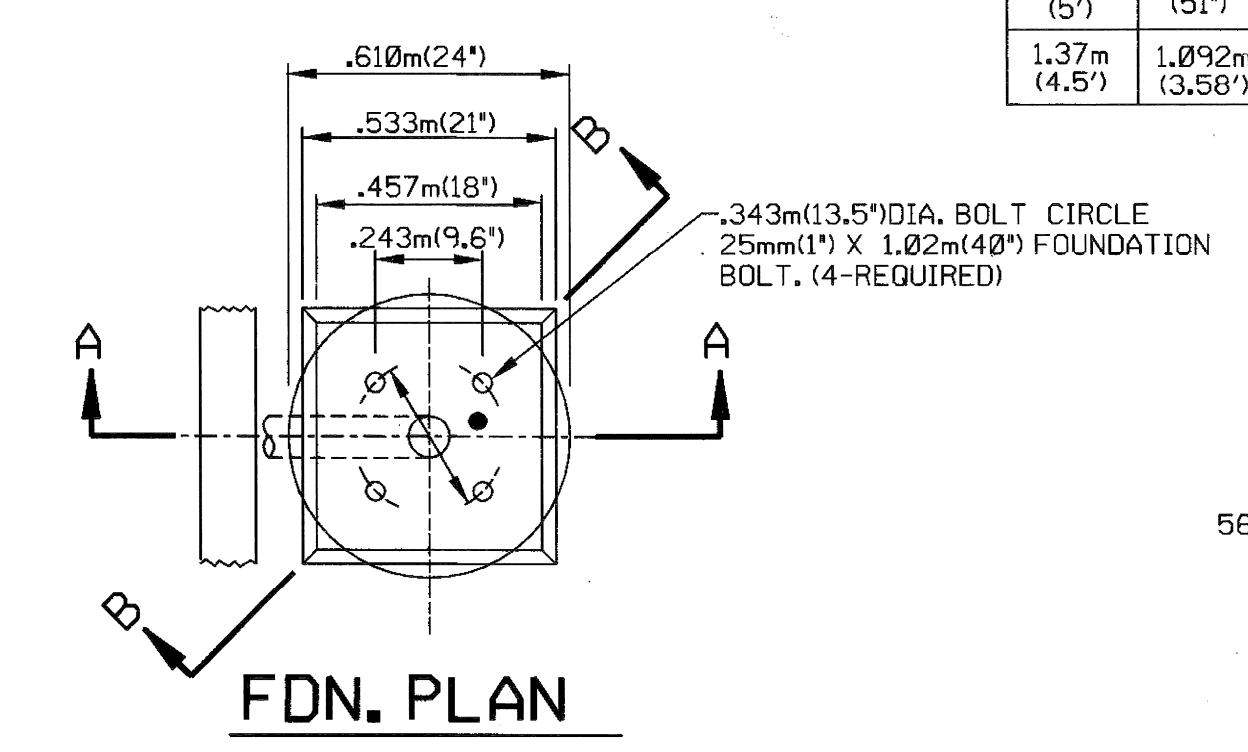 (5') (51")
1.37m 1.092m
(4.5') (3.58')
.610m(24")
.533m(21")
.457m(18")
.243m(9.6")
B
.343m(13.5")DIA. BOLT CIRCLE
25mm(1") X 1.02m(40") FOUNDATION
BOLT. (4-REQUIRED)
A A
56
B
FDN. PLAN